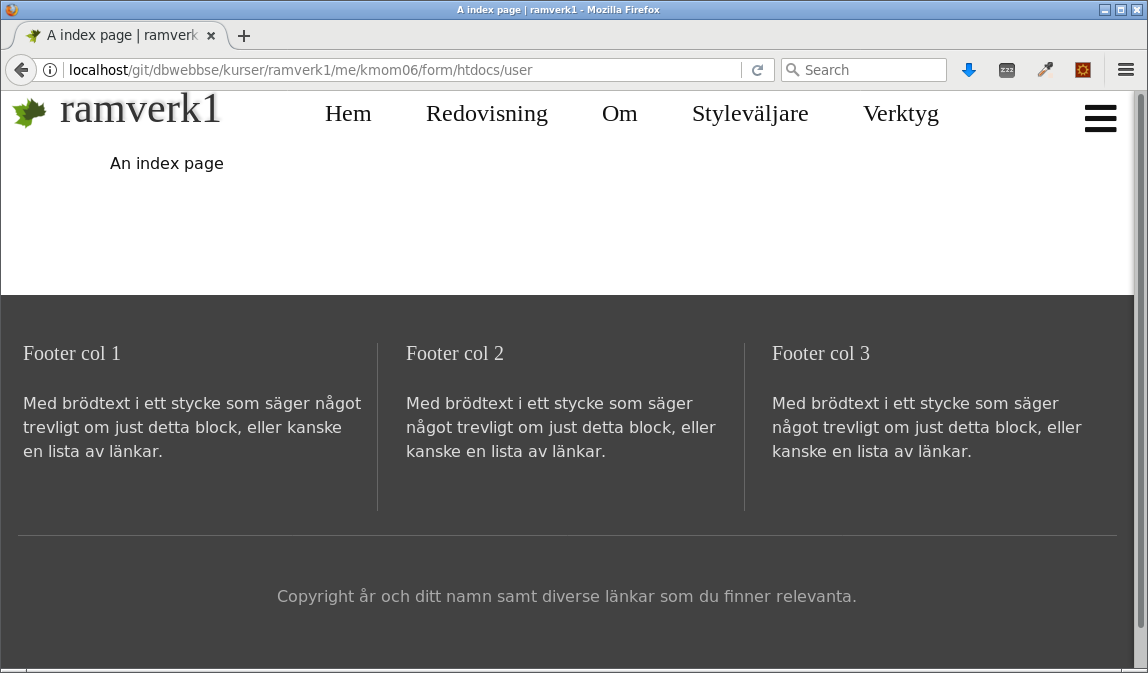 A index page | ramverk1 - Mozilla Firefox
A index page | ramverk
localhost/git/dbwebbse/kurser/ramverk1/me/kmom06/form/htdocs/user
Search
zzz
ramverk1
Hem Redovisning Om Styleväljare Verktyg
An index page
Footer col 1
Med brödtext i ett stycke som säger något
trevligt om just detta block, eller kanske
en lista av länkar.
Footer col 2
Med brödtext i ett stycke som säger
något trevligt om just detta block, eller
kanske en lista av länkar.
Footer col 3
Med brödtext i ett stycke som säger
något trevligt om just detta block, eller
kanske en lista av länkar.
Copyright år och ditt namn samt diverse länkar som du finner relevanta.